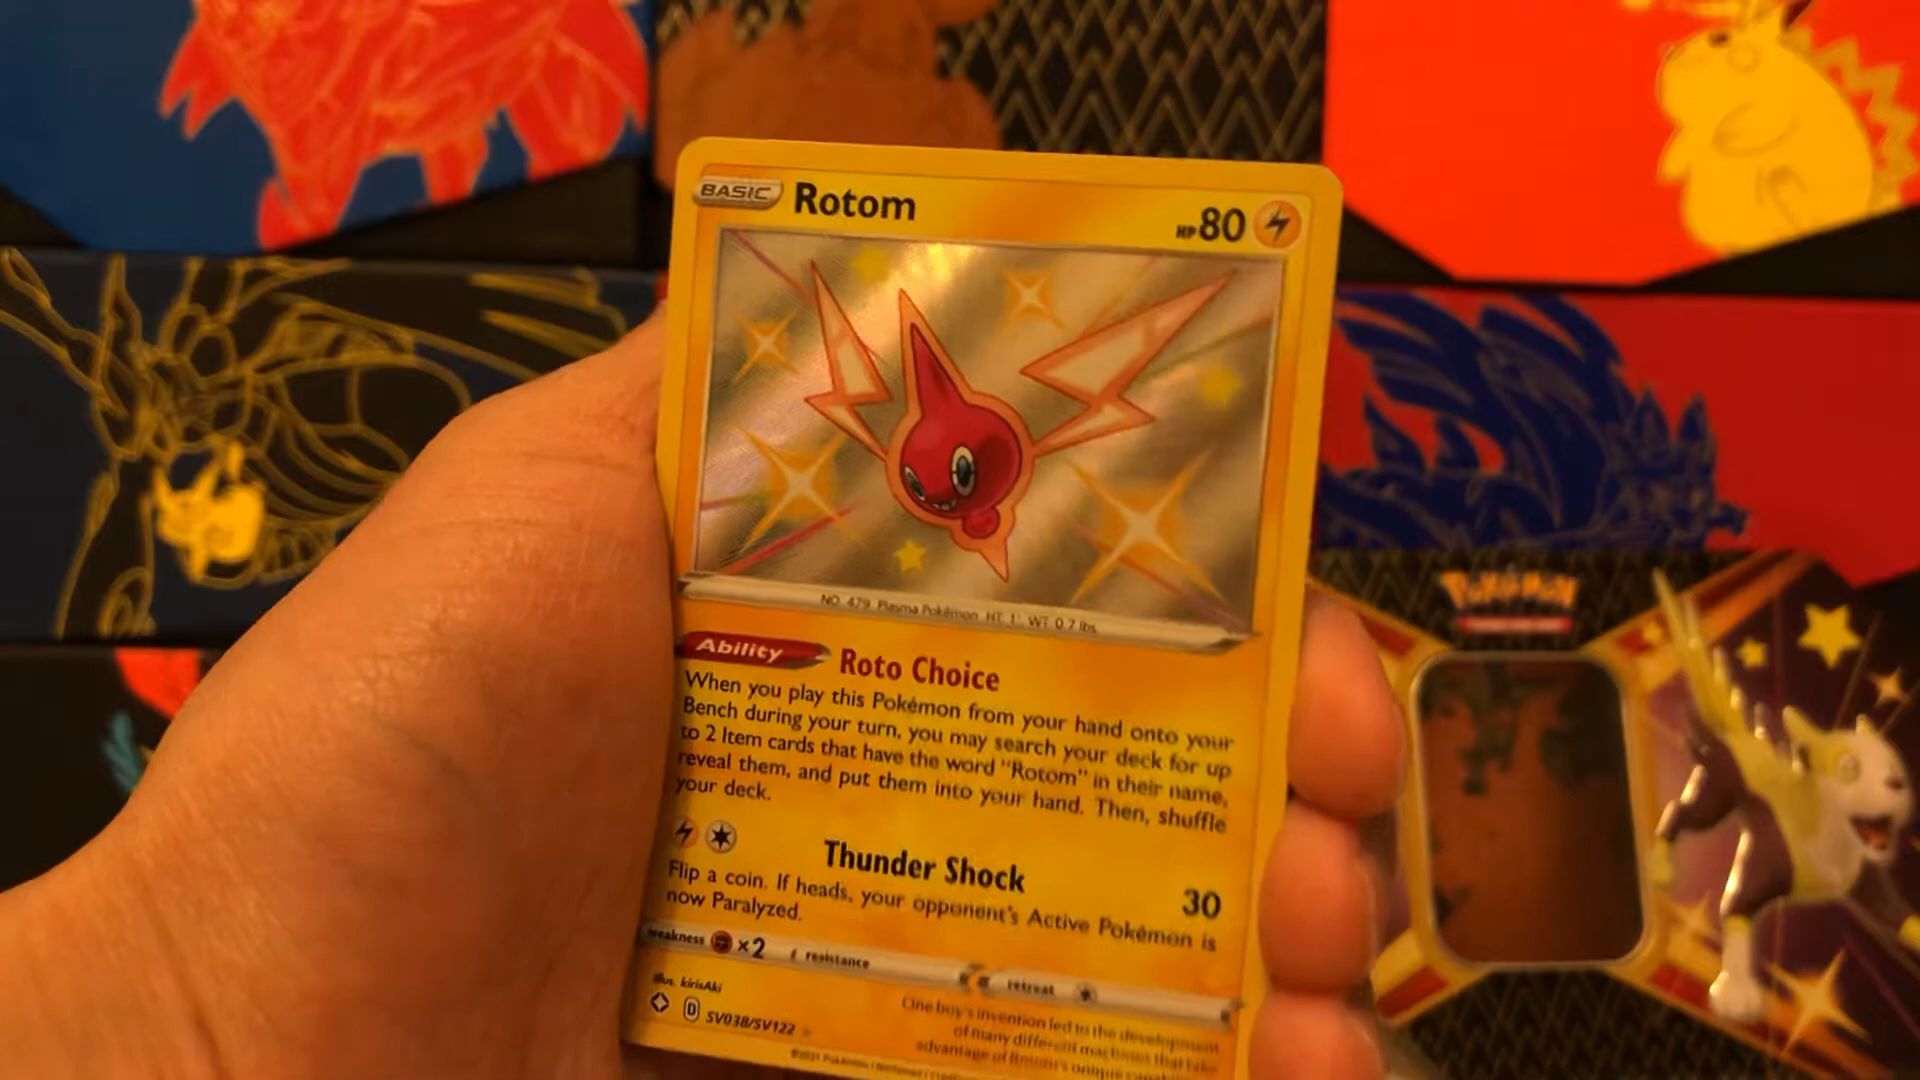 BASIC Rotom HP 80
NO. 479 Plasma Pokémon HT 1' WT 0.7 lbs
Ability Roto Choice
When you play this Pokémon from your hand onto your
Bench during your turn, you may search your deck for up
to 2 Item cards that have the word "Rotom" in their name,
reveal them, and put them into your hand. Then, shuffle
your deck.
Thunder Shock 30
Flip a coin. If heads, your opponent's Active Pokémon is
now Paralyzed.
weakness x2 resistance retreat
illus. kirisAki
D SV038/SV122
One boy's invention led to the development
of many different machines that take
advantage of Rotom's unique
©2021 Pokémon
Pokémon